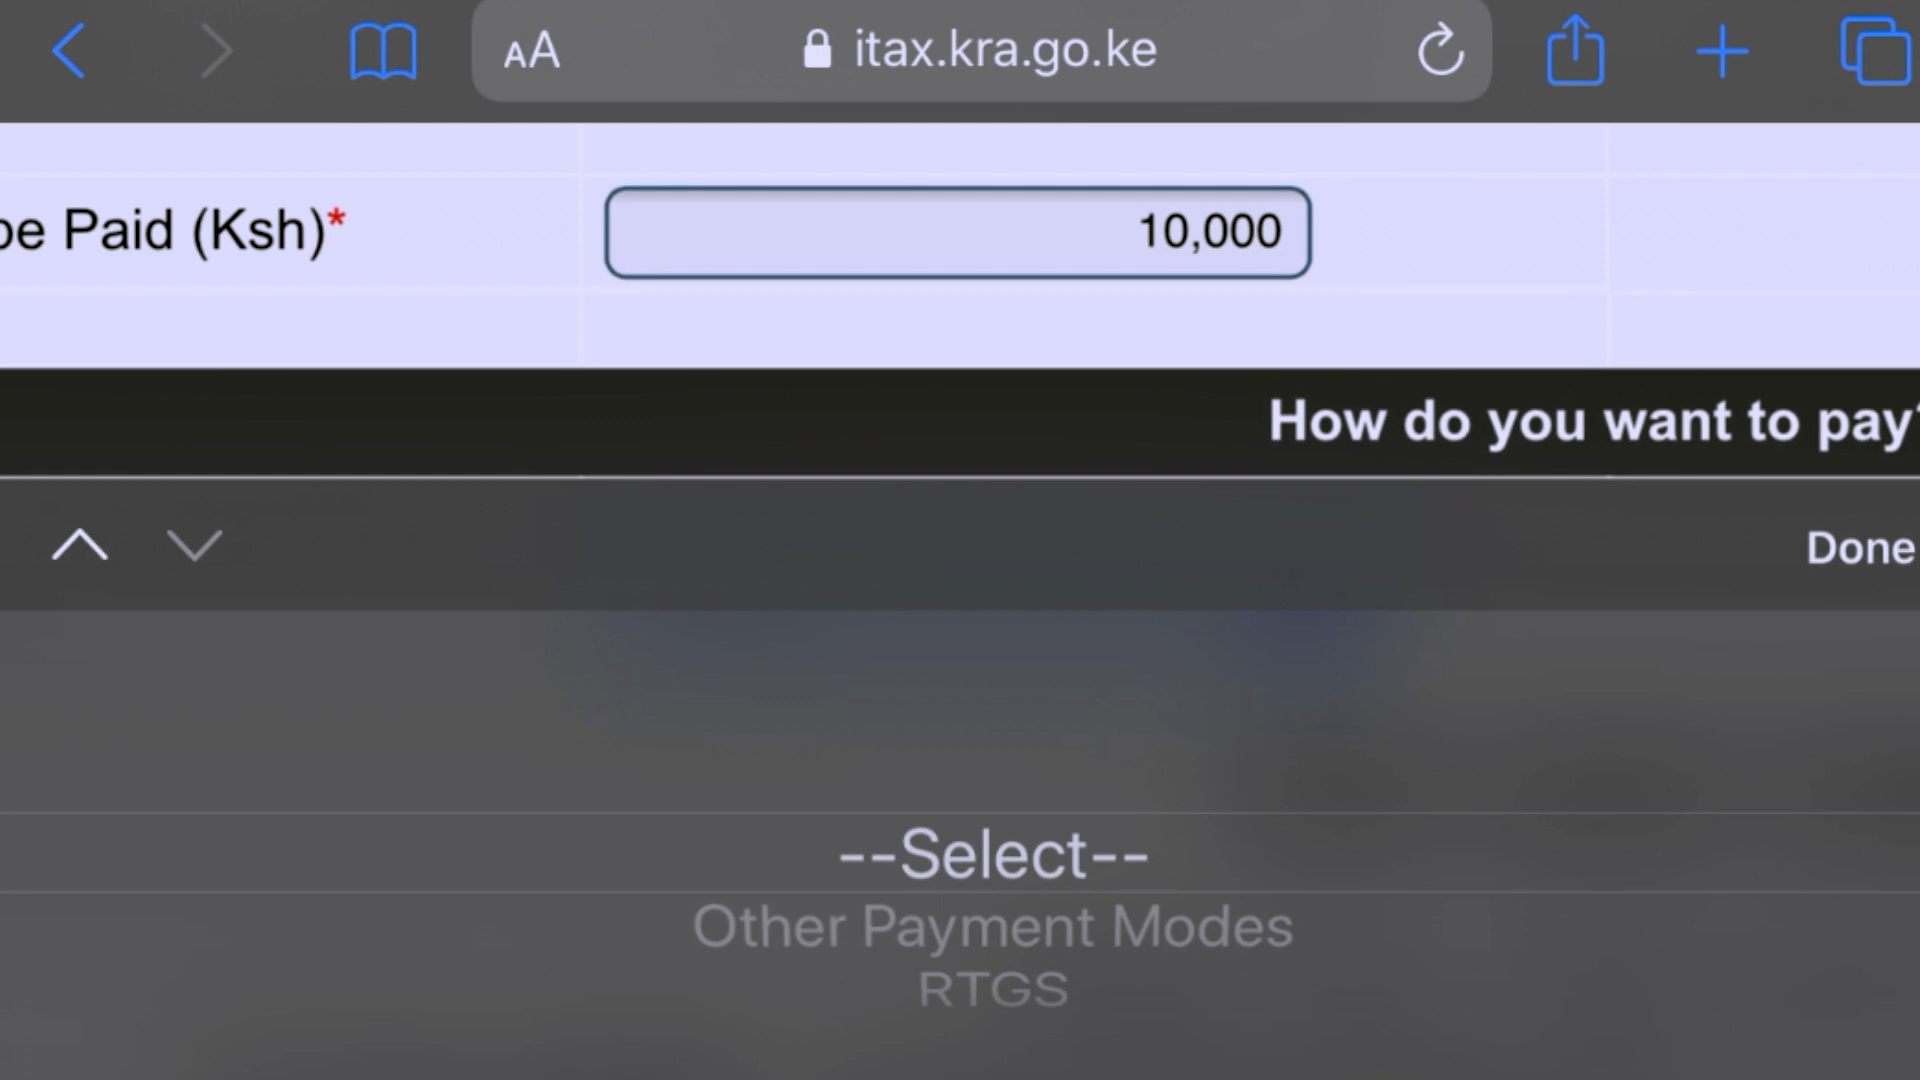 AA itax.kra.go.ke
be Paid (Ksh)* 10,000
How do you want to pay?
Done
--Select--
Other Payment Modes
RTGS